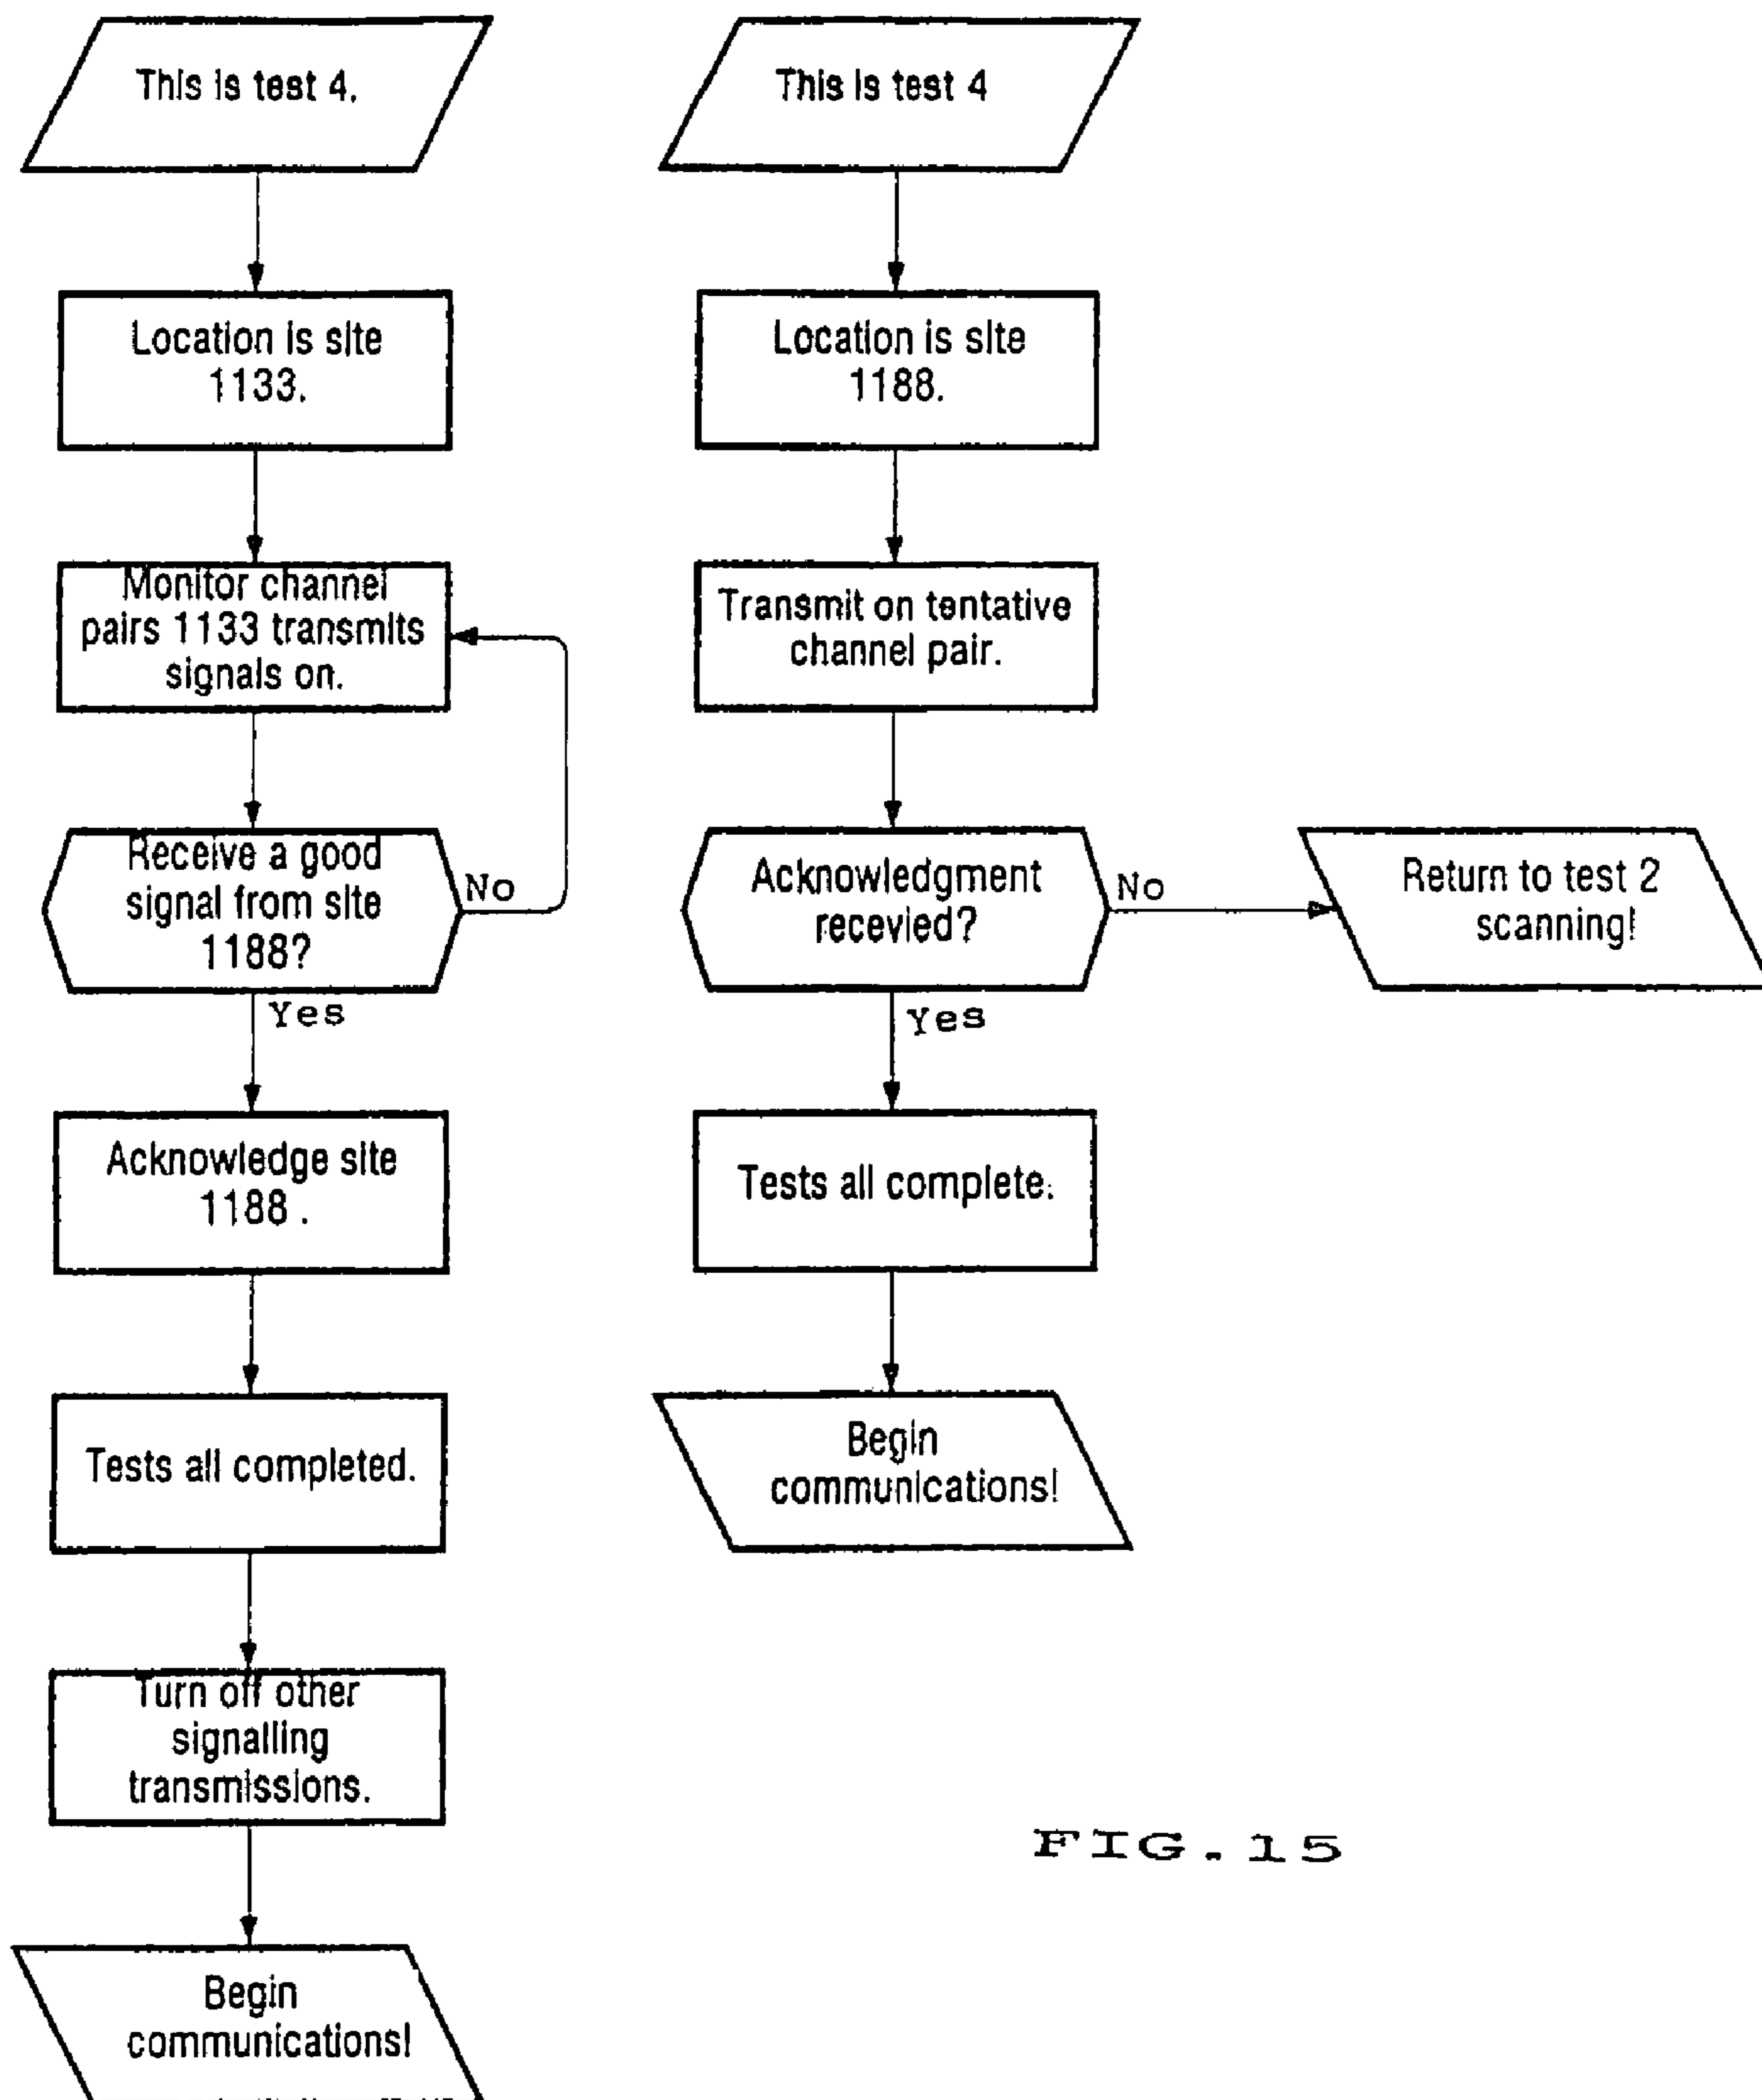 This is test 4.
Location is site
1133.
Monitor channel
pairs 1133 transmits
signals on.
Receive a good
signal from site
1188?
No
Yes
Acknowledge site
1188 .
Tests all completed.
Turn off other
signalling
transmissions.
Begin
communications!
This is test 4
Location is site
1188.
Transmit on tentative
channel pair.
Acknowledgment
recevied?
No
Return to test 2
scanning!
Yes
Tests all complete.
Begin
communications!
FIG.15